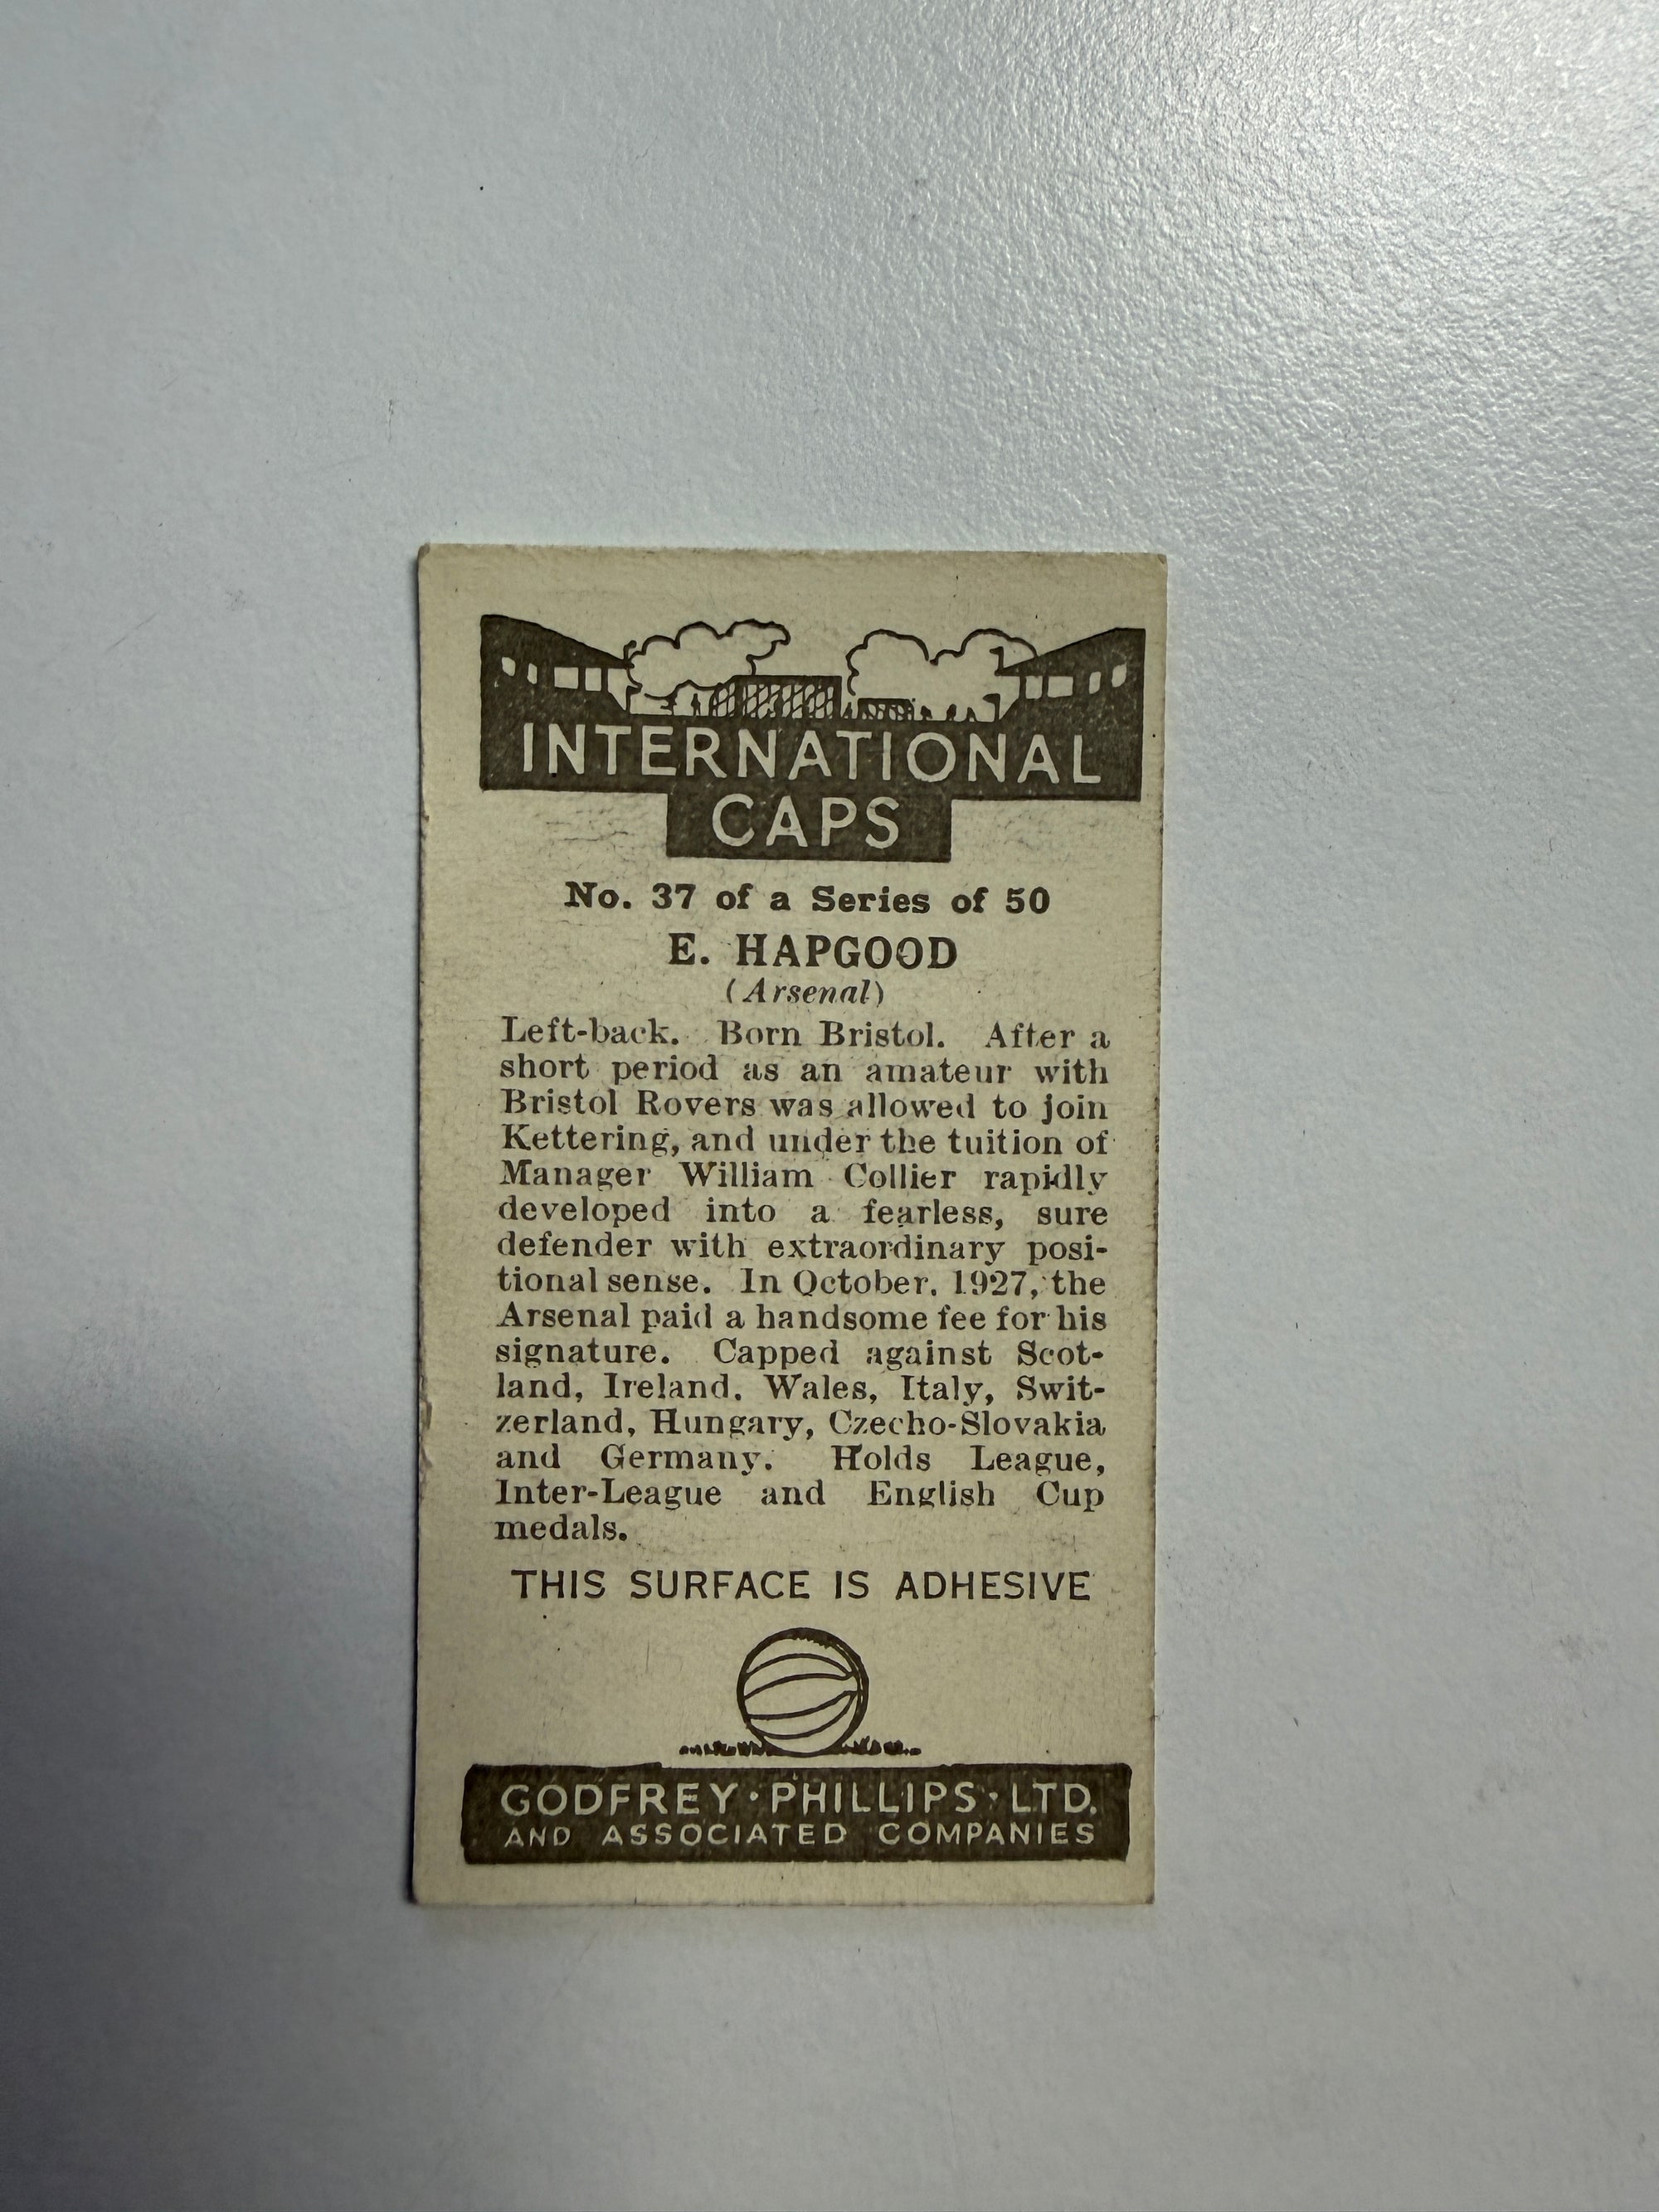 INTERNATIONAL
CAPS
No. 37 of a Series of 50
E. HAPGOOD
(Arsenal)
Left-back. Born Bristol. After a
short period as an amateur with
Bristol Rovers was allowed to join
Kettering, and under the tuition of
Manager William Collier rapidly
developed into a fearless, sure
defender with extraordinary posi-
tional sense. In October, 1927, the
Arsenal paid a handsome fee for his
signature. Capped against Scot-
land, Ireland, Wales, Italy, Swit-
zerland, Hungary, Czecho-Slovakia
and Germany. Holds League,
Inter-League and English Cup
medals.
THIS SURFACE IS ADHESIVE
GODFREY · PHILLIPS · LTD.
AND ASSOCIATED COMPANIES